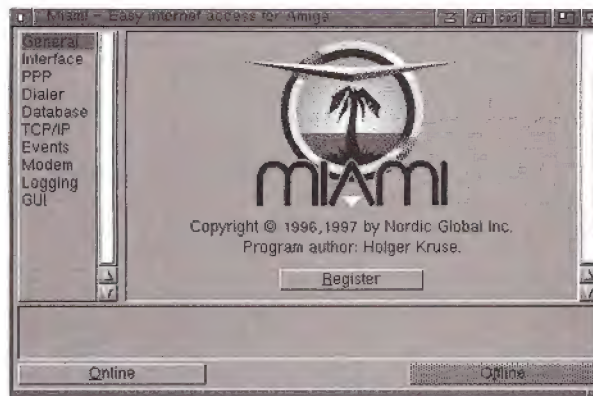 Miami - Easy Internet access for Amiga
General
Interface
PPP
Dialer
Database
TCP/IP
Events
Modem
Logging
GUI
MIAMI
Copyright © 1996,1997 by Nordic Global Inc.
Program author: Holger Kruse.
Register
Online
Offline